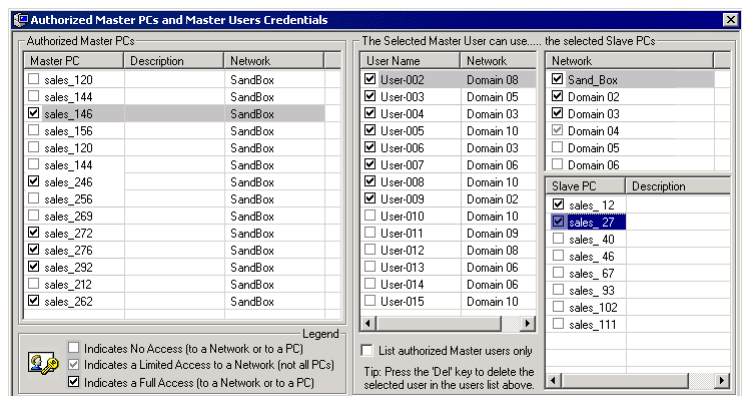 Authorized Master PCs and Master Users Credentials
Authorized Master PCs
Master PC Description Network
sales_120 SandBox
sales_144 SandBox
sales_146 SandBox
sales_156 SandBox
sales_120 SandBox
sales_144 SandBox
sales_246 SandBox
sales_256 SandBox
sales_269 SandBox
sales_272 SandBox
sales_276 SandBox
sales_292 SandBox
sales_212 SandBox
sales_262 SandBox
Legend
Indicates No Access (to a Network or to a PC)
Indicates a Limited Access to a Network (not all PCs)
Indicates a Full Access (to a Network or to a PC)
The Selected Master User can use..... the selected Slave PCs
User Name Network
User-002 Domain 08
User-003 Domain 05
User-004 Domain 03
User-005 Domain 10
User-006 Domain 03
User-007 Domain 06
User-008 Domain 10
User-009 Domain 02
User-010 Domain 10
User-011 Domain 09
User-012 Domain 08
User-013 Domain 06
User-014 Domain 06
User-015 Domain 10
List authorized Master users only
Tip: Press the 'Del' key to delete the
selected user in the users list above.
Network
Sand_Box
Domain 02
Domain 03
Domain 04
Domain 05
Domain 06
Slave PC Description
sales_ 12
sales_ 27
sales_ 40
sales_ 46
sales_ 67
sales_ 93
sales_102
sales_111